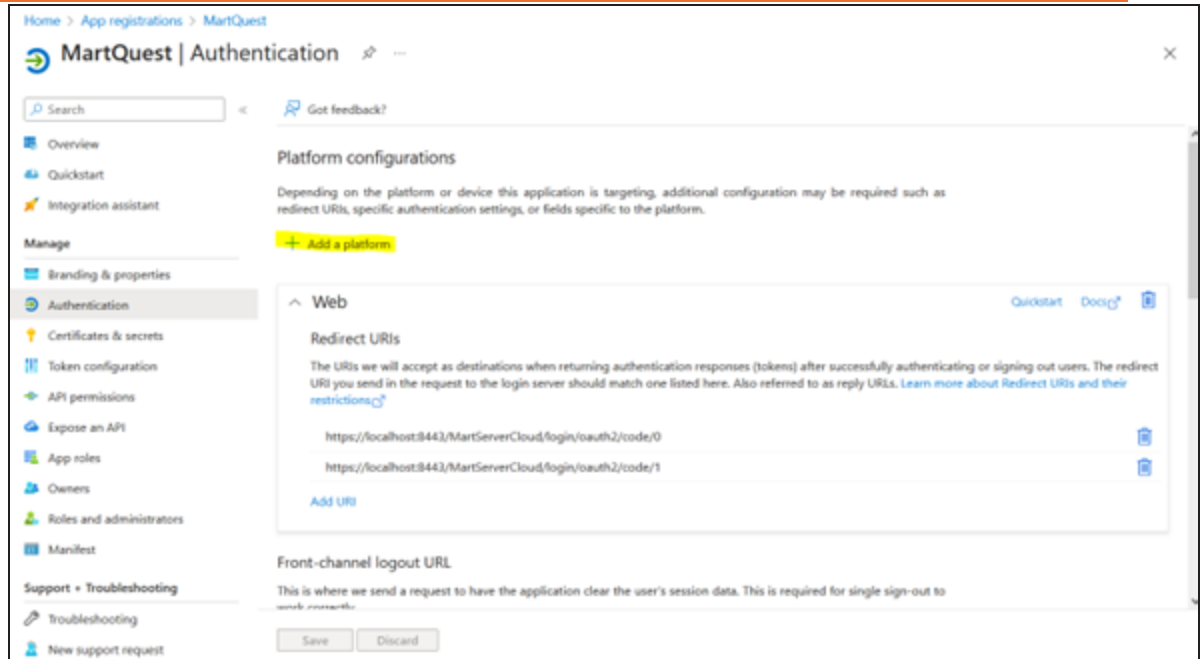 Home > App registrations > MartQuest
MartQuest | Authentication
Search
Got feedback?
Overview
Quickstart
Integration assistant
Manage
Branding & properties
Authentication
Certificates & secrets
Token configuration
API permissions
Expose an API
App roles
Owners
Roles and administrators
Manifest
Support + Troubleshooting
Troubleshooting
New support request
Platform configurations
Depending on the platform or device this application is targeting, additional configuration may be required such as
redirect URIs, specific authentication settings, or fields specific to the platform.
Add a platform
Web
Quickstart Docs
Redirect URIs
The URIs we will accept as destinations when returning authentication responses (tokens) after successfully authenticating or signing out users. The redirect
URI you send in the request to the login server should match one listed here. Also referred to as reply URLs. Learn more about Redirect URIs and their
restrictions
https://localhost:8443/MartServerCloud/login/oauth2/code/0
https://localhost:8443/MartServerCloud/login/oauth2/code/1
Add URI
Front-channel logout URL
This is where we send a request to have the application clear the user's session data. This is required for single sign-out to
work correctly.
Save Discard